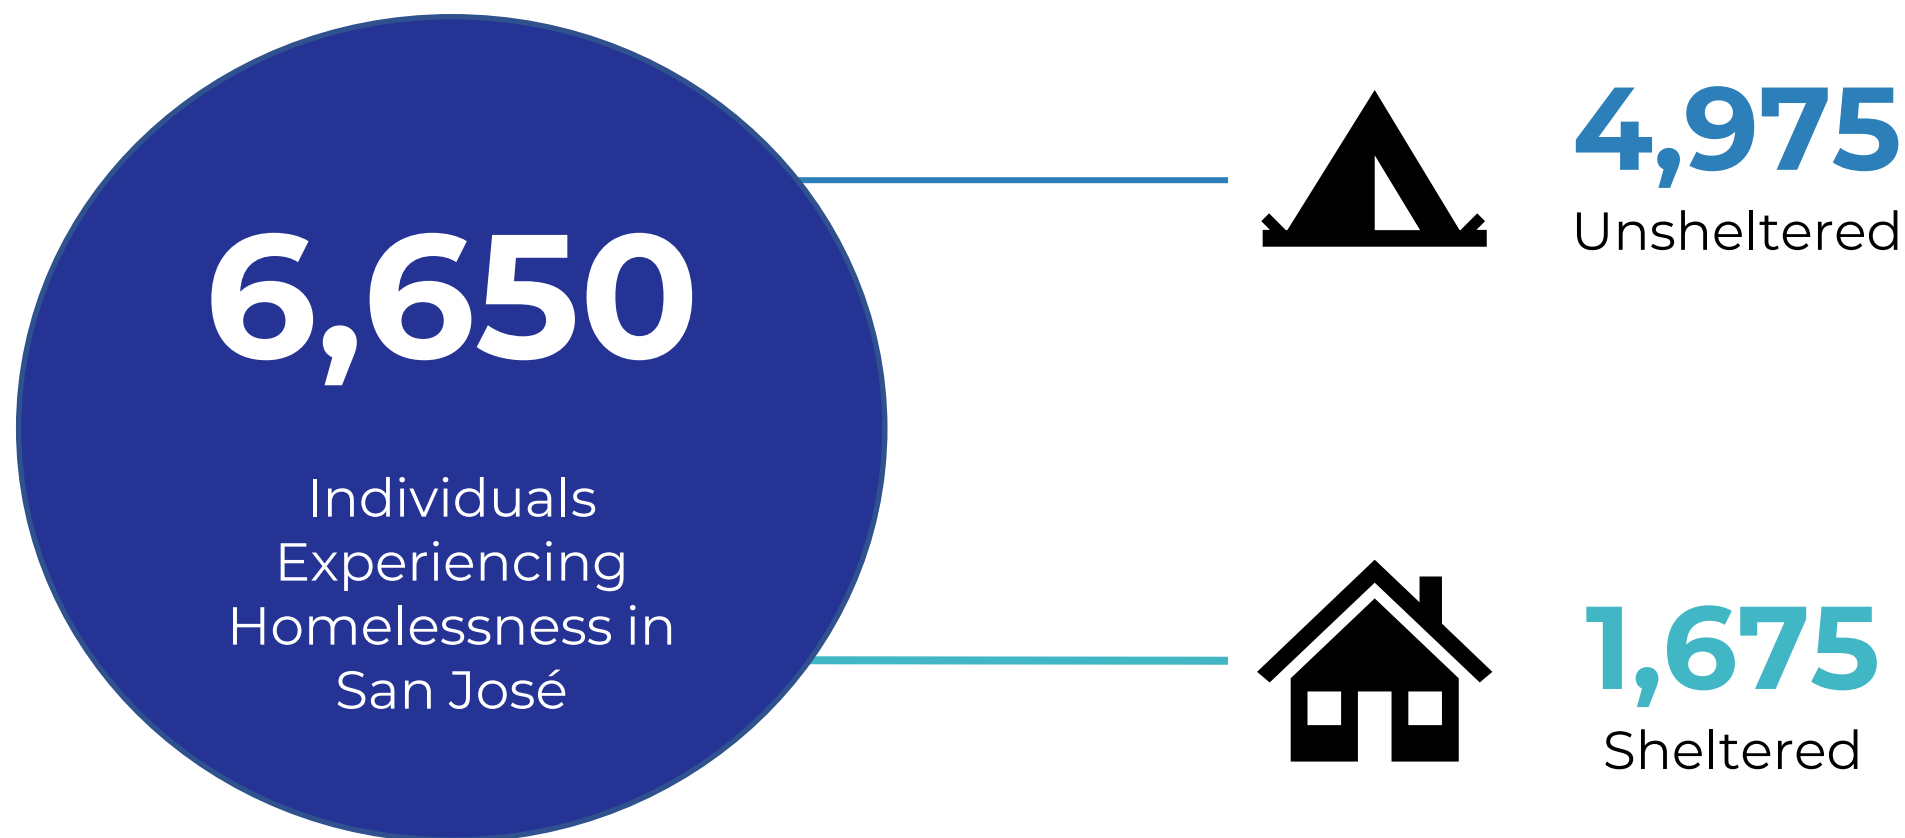 6,650
Individuals
Experiencing
Homelessness in
San José
4,975
Unsheltered
1,675
Sheltered